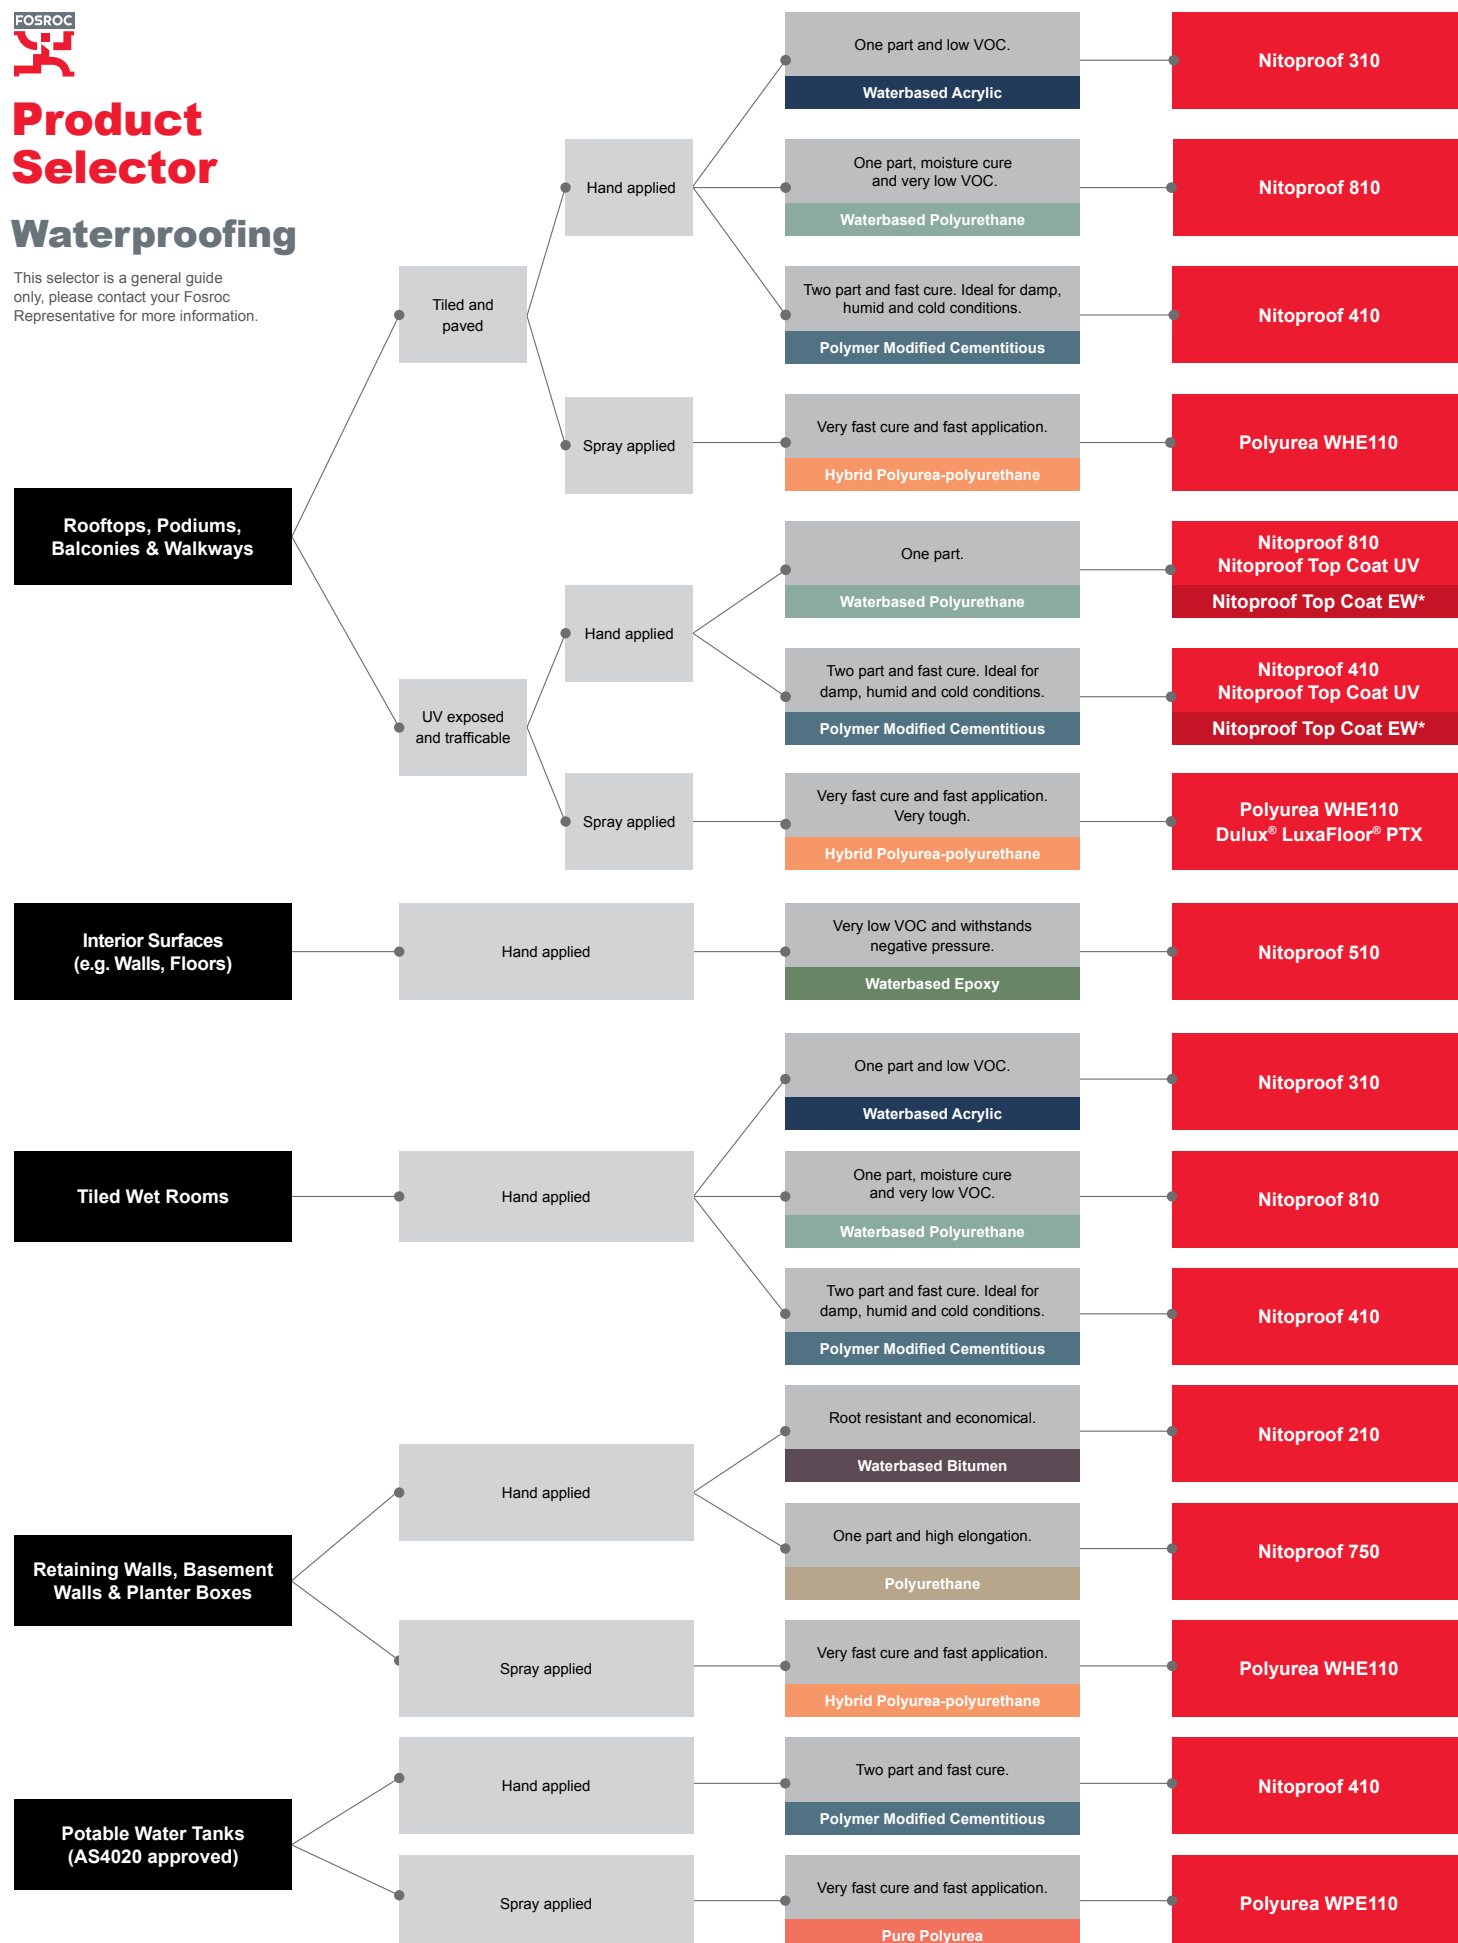 FOSROC
Product
Selector
Waterproofing
This selector is a general guide
only, please contact your Fosroc
Representative for more information.
Rooftops, Podiums,
Balconies & Walkways
Tiled and
paved
Hand applied
One part and low VOC.
Waterbased Acrylic
Nitoproof 310
One part, moisture cure
and very low VOC.
Waterbased Polyurethane
Nitoproof 810
Two part and fast cure. Ideal for damp,
humid and cold conditions.
Polymer Modified Cementitious
Nitoproof 410
Spray applied
Very fast cure and fast application.
Hybrid Polyurea-polyurethane
Polyurea WHE110
UV exposed
and trafficable
Hand applied
One part.
Waterbased Polyurethane
Nitoproof 810
Nitoproof Top Coat UV
Nitoproof Top Coat EW*
Two part and fast cure. Ideal for
damp, humid and cold conditions.
Polymer Modified Cementitious
Nitoproof 410
Nitoproof Top Coat UV
Nitoproof Top Coat EW*
Spray applied
Very fast cure and fast application.
Very tough.
Hybrid Polyurea-polyurethane
Polyurea WHE110
Dulux® LuxaFloor® PTX
Interior Surfaces
(e.g. Walls, Floors)
Hand applied
Very low VOC and withstands
negative pressure.
Waterbased Epoxy
Nitoproof 510
Tiled Wet Rooms
Hand applied
One part and low VOC.
Waterbased Acrylic
Nitoproof 310
One part, moisture cure
and very low VOC.
Waterbased Polyurethane
Nitoproof 810
Two part and fast cure. Ideal for
damp, humid and cold conditions.
Polymer Modified Cementitious
Nitoproof 410
Retaining Walls, Basement
Walls & Planter Boxes
Hand applied
Root resistant and economical.
Waterbased Bitumen
Nitoproof 210
One part and high elongation.
Polyurethane
Nitoproof 750
Spray applied
Very fast cure and fast application.
Hybrid Polyurea-polyurethane
Polyurea WHE110
Potable Water Tanks
(AS4020 approved)
Hand applied
Two part and fast cure.
Polymer Modified Cementitious
Nitoproof 410
Spray applied
Very fast cure and fast application.
Pure Polyurea
Polyurea WPE110